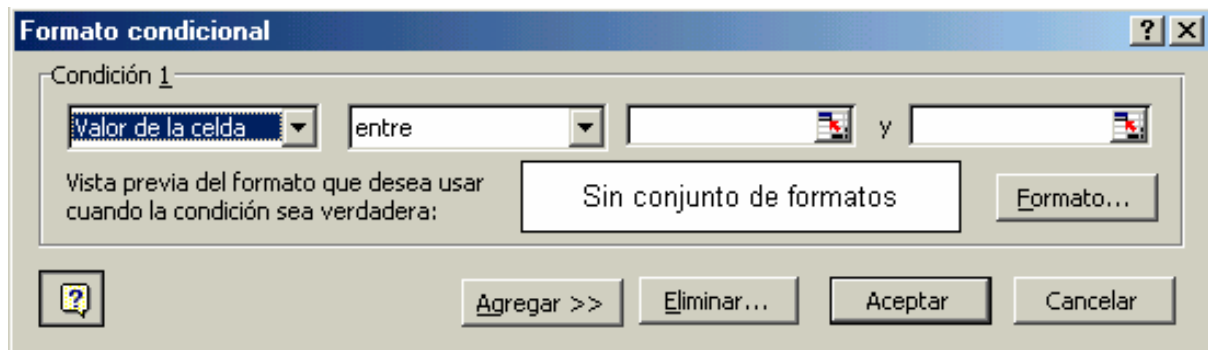 Formato condicional
Condición 1
Valor de la celda entre y
Vista previa del formato que desea usar
cuando la condición sea verdadera:
Sin conjunto de formatos
Formato...
Agregar >> Eliminar... Aceptar Cancelar